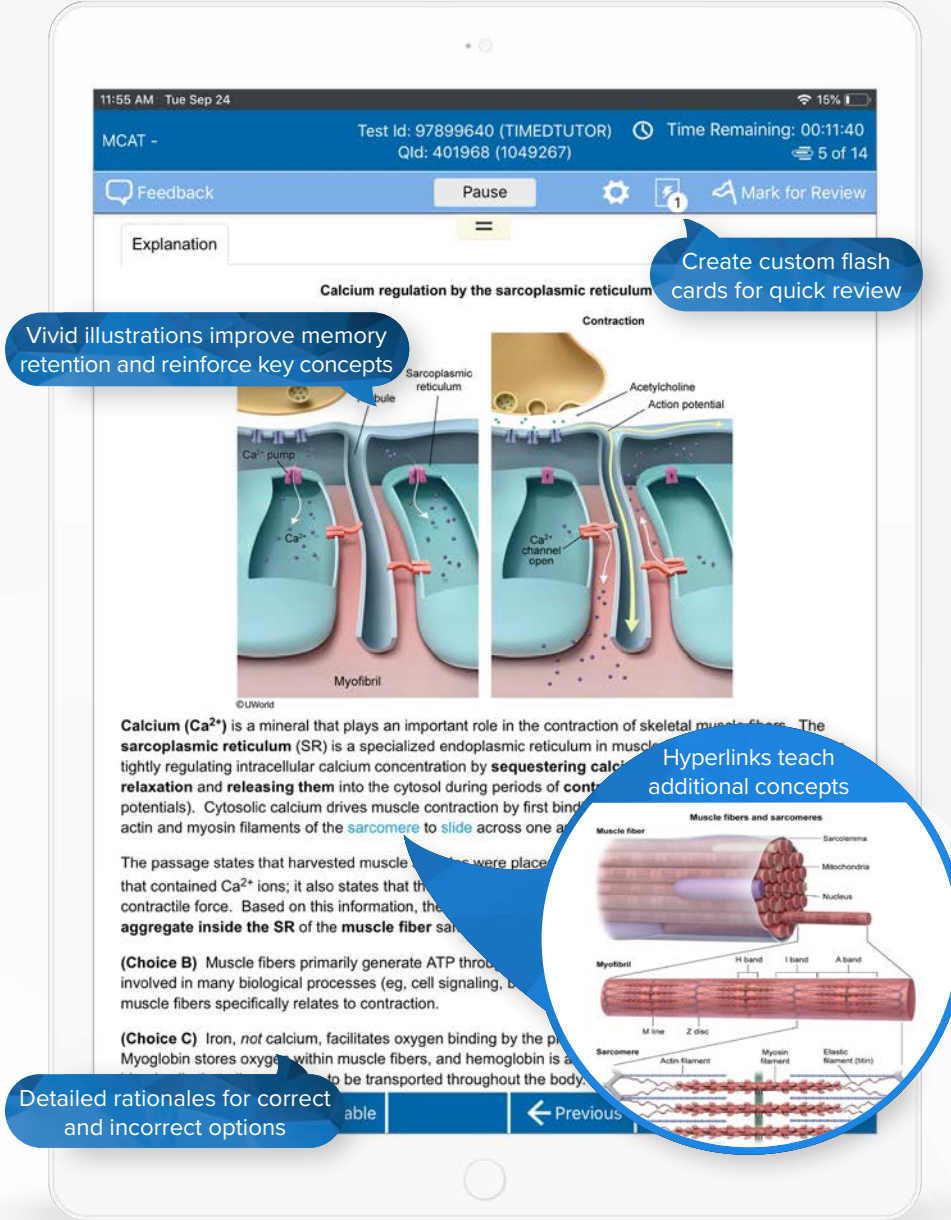 11:55 AM Tue Sep 24
15%
MCAT -
Test Id: 97899640 (TIMEDTUTOR)
QId: 401968 (1049267)
Time Remaining: 00:11:40
5 of 14
Feedback
Pause
1
Mark for Review
Explanation
Create custom flash
cards for quick review
Calcium regulation by the sarcoplasmic reticulum
Vivid illustrations improve memory
retention and reinforce key concepts
Contraction
Sarcoplasmic
reticulum
Ca²⁺ pump
Ca²⁺
Myofibril
Acetylcholine
Action potential
Ca²⁺
channel
open
©UWorld
Calcium (Ca²⁺) is a mineral that plays an important role in the contraction of skeletal muscle fibers. The
sarcoplasmic reticulum (SR) is a specialized endoplasmic reticulum in
tightly regulating intracellular calcium concentration by sequestering
relaxation and releasing them into the cytosol during periods of
potentials). Cytosolic calcium drives muscle contraction by first
actin and myosin filaments of the sarcomere to slide across one
The passage states that harvested muscle were
that contained Ca²⁺ ions; it also states that
contractile force. Based on this information,
aggregate inside the SR of the muscle fiber
(Choice B) Muscle fibers primarily generate ATP
involved in many biological processes (eg, cell signaling,
muscle fibers specifically relates to contraction.
(Choice C) Iron, not calcium, facilitates oxygen binding by the
Myoglobin stores oxygen within muscle fibers, and hemoglobin is
to be transported throughout the body.
Hyperlinks teach
additional concepts
Muscle fibers and sarcomeres
Muscle fiber
Sarcolemma
Mitochondria
Nucleus
Myofibril
H band I band A band
M line Z disc
Sarcomere
Actin filament
Myosin
filament
Elastic
filament (titin)
Detailed rationales for correct
and incorrect options
Previous